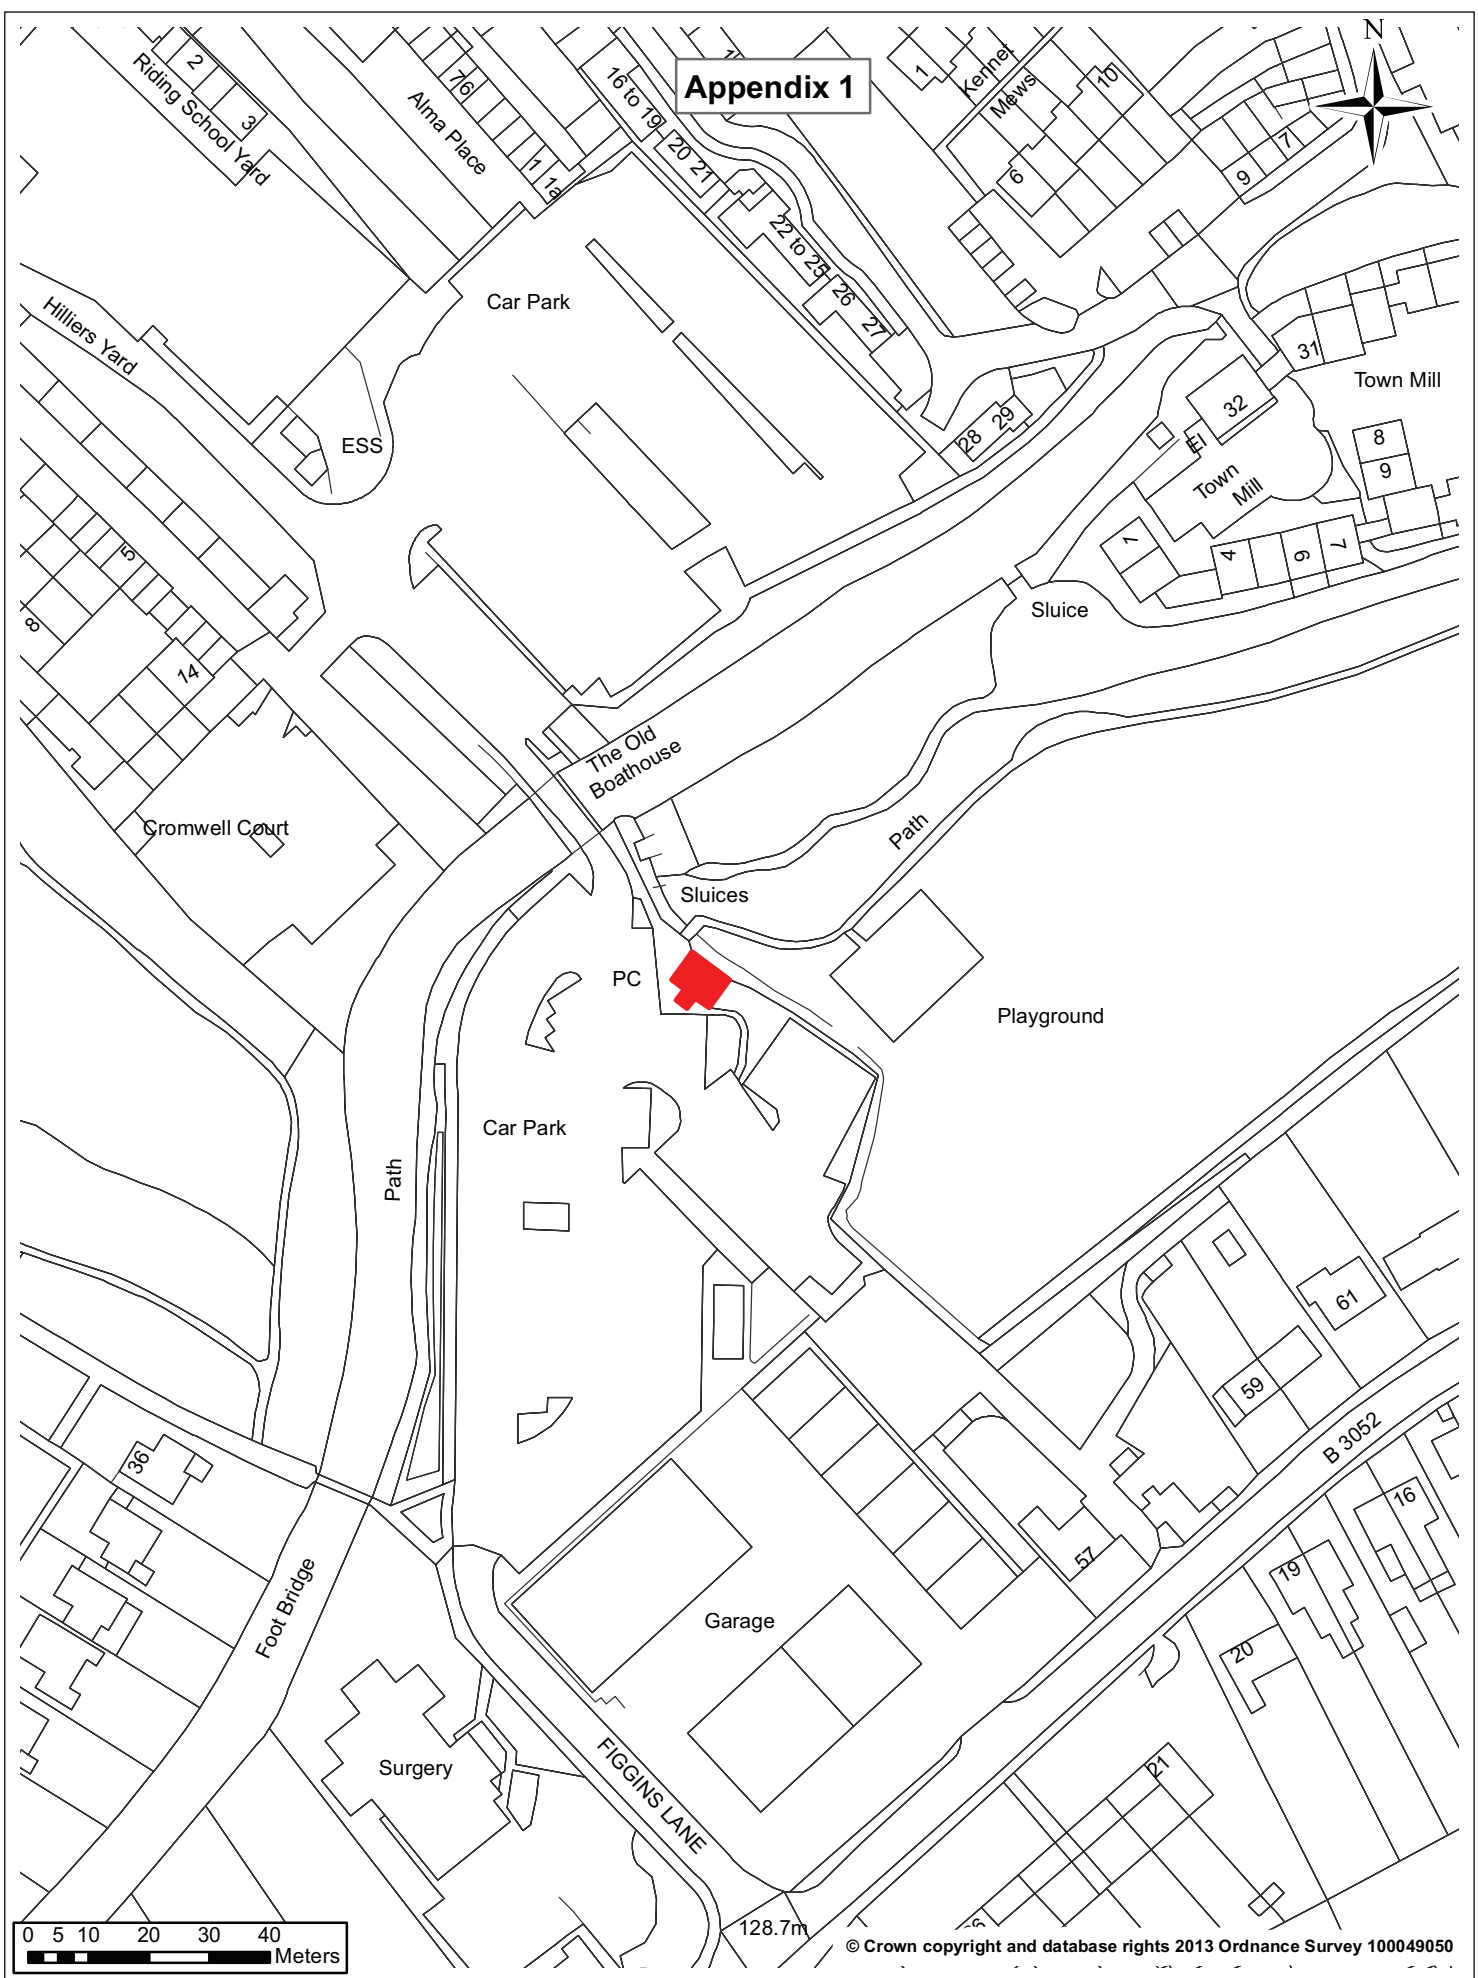 Appendix 1
N
2
3
Riding School Yard
76
Alma Place
1
1a
16 to 19
20
21
22 to 25
26
27
1
Kennet
Mews
10
6
9
7
Car Park
Hilliers Yard
ESS
28
29
31
32
Town Mill
El
Town
Mill
8
9
1
4
6
7
5
8
14
Sluice
The Old
Boathouse
Cromwell Court
Path
Sluices
PC
Playground
Car Park
Path
61
59
B 3052
36
16
19
57
Foot Bridge
Garage
20
Surgery
FIGGINS LANE
21
128.7m
0 5 10 20 30 40
Meters
© Crown copyright and database rights 2013 Ordnance Survey 100049050